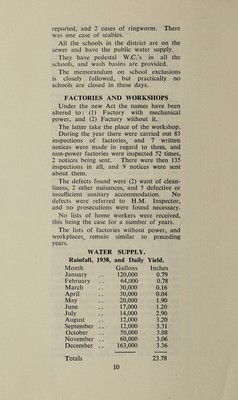 reported, and 2 cases of ringworm. There
was one case of scabies.
All the schools in the district are on the
sewer and have the public water supply.
They have pedestal W.C.'s in all the
schools, and wash basins are provided.
The memorandum on school exclusions
is closely followed, but practically no
schools are closed in these days.
FACTORIES AND WORKSHOPS
Under the new Act the names have been
altered to: (1) Factory with mechanical
power, and (2) Factory without it.
The latter take the place of the workshop.
During the year there were carried out 83
inspections of factories, and 7 written
notices were made in regard to them, and
non-power factories were inspected 52 times,
2 notices being sent. There were then 135
inspections in all, and 9 notices were sent
about them.
The defects found were (2) want of clean-
liness, 2 other nuisances, and 5 defective or
insufficient sanitary accommodation. No
defects were referred to H.M. Inspector,
and no prosecutions were found necessary.
No lists of home workers were received,
this being the case for a number of years.
The lists of factories without power, and
workplaces, remain similar to preceding
years.
WATER SUPPLY.
Rainfall, 1938, and Daily Yield.
Month Gallons Inches
January .. 120,000 0.79
February .. 64,000 0.78
March .. 30,000 0.16
April .. 30,000 0.04
May .. 20,000 1.90
June .. 17,000 1.20
July .. 14,000 2.90
August .. 12,000 3.20
September .. 12,000 3.31
October .. 50,000 3.08
November .. 60,000 3.06
December .. 163,000 3.36
Totals 23.78
10